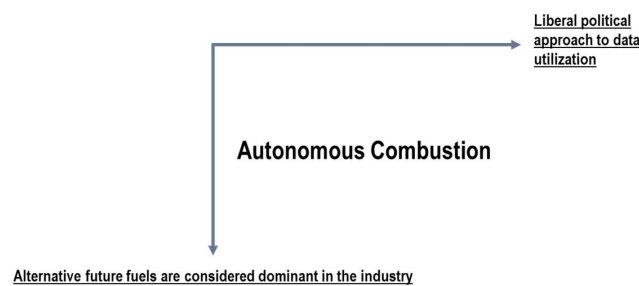 Liberal political
approach to data
utilization
Autonomous Combustion
Alternative future fuels are considered dominant in the industry